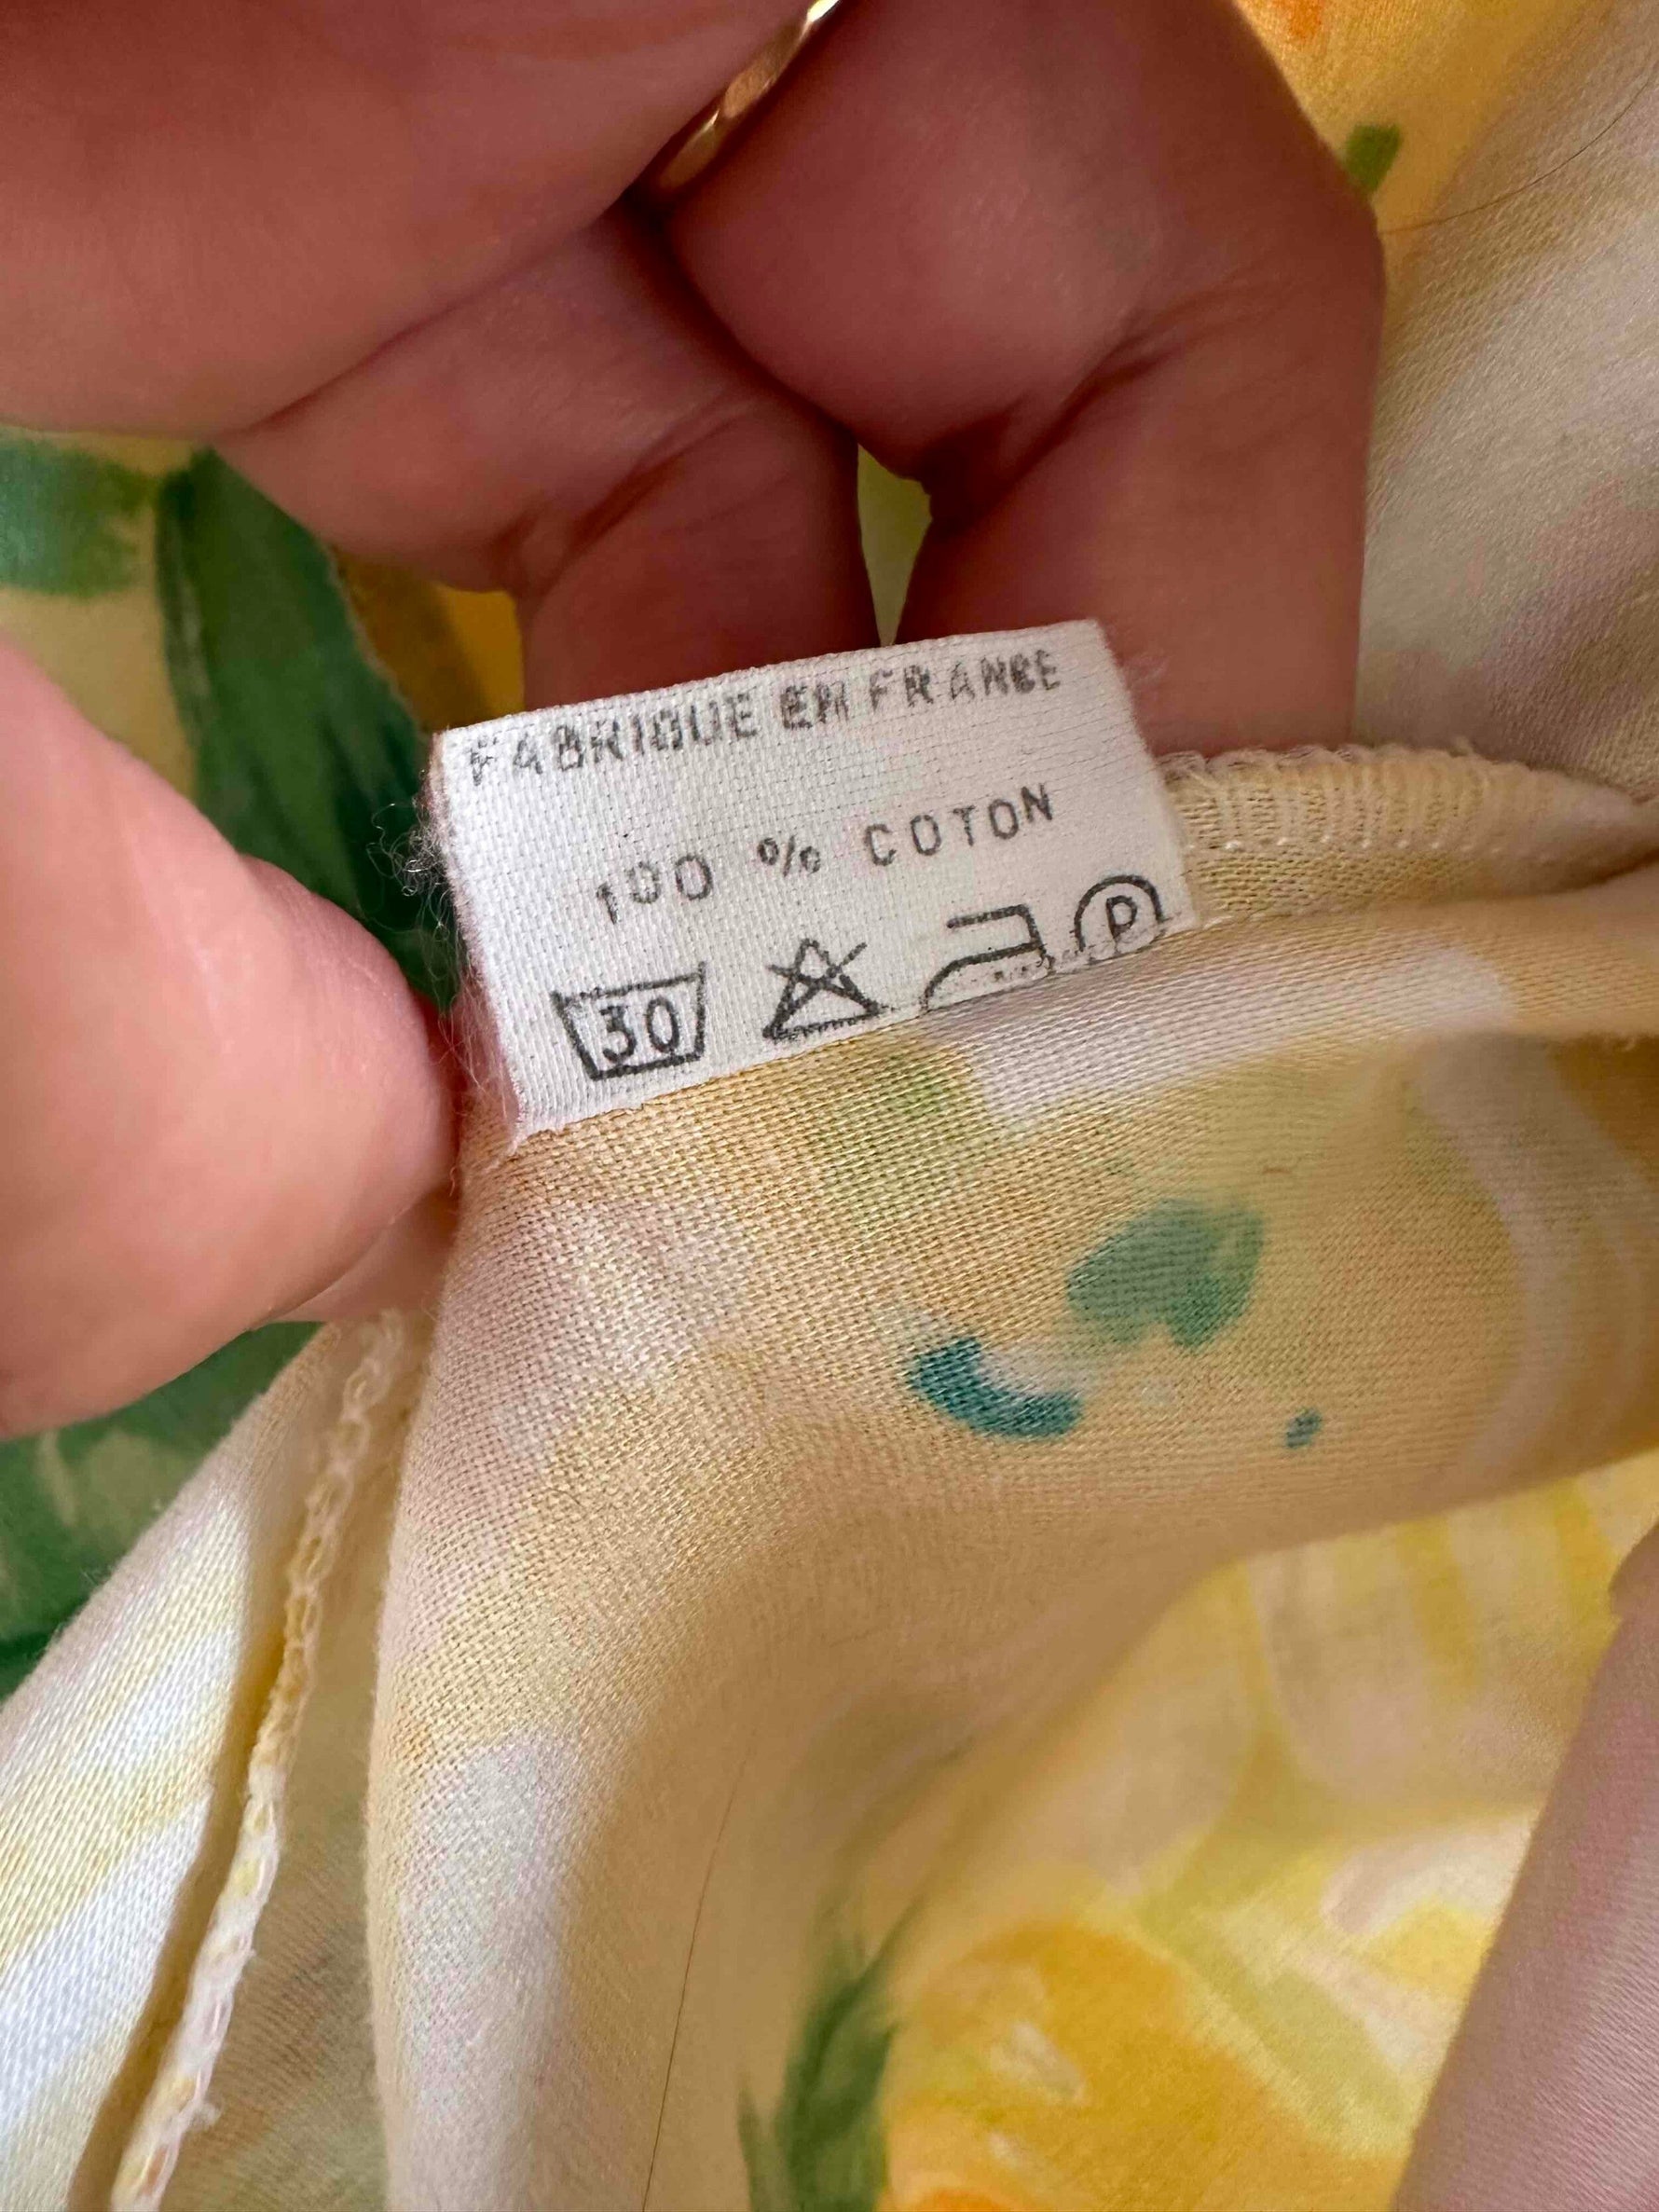 FABRIQUE EN FRANCE
100 % COTON
30 P